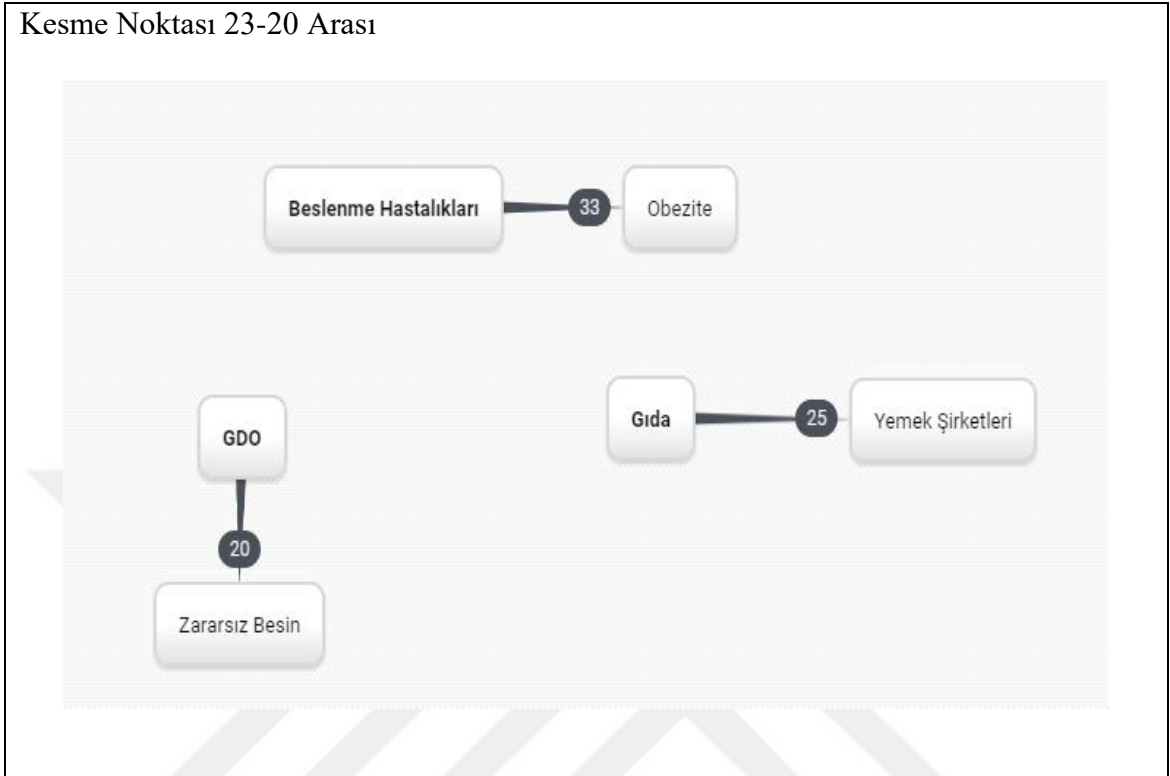 Kesme Noktası 23-20 Arası
Beslenme Hastalıkları
33
Obezite
Gıda
25
Yemek Şirketleri
GDO
20
Zararsız Besin